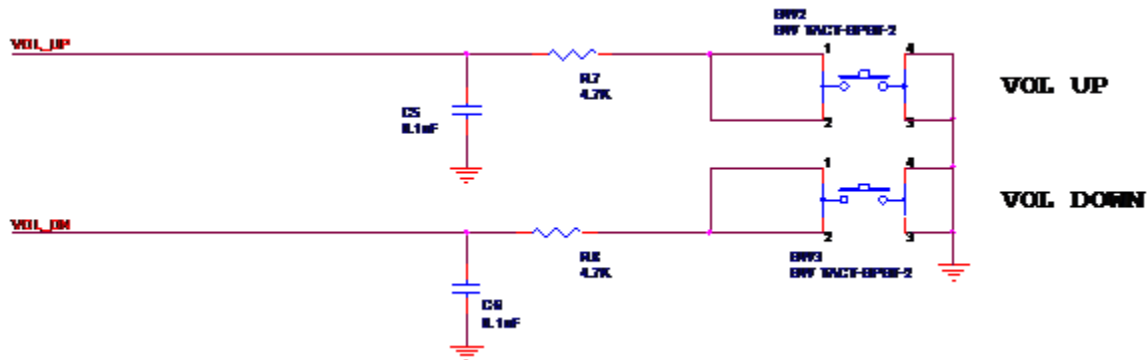 SW2
SW TACT-SPST-2
VOL_UP
1
4
R7
4.7K
VOL UP
C5
0.1uF
2
3
1
4
VOL DOWN
VOL_DN
2
3
4.7K
SW3
SW TACT-SPST-2
C6
0.1uF